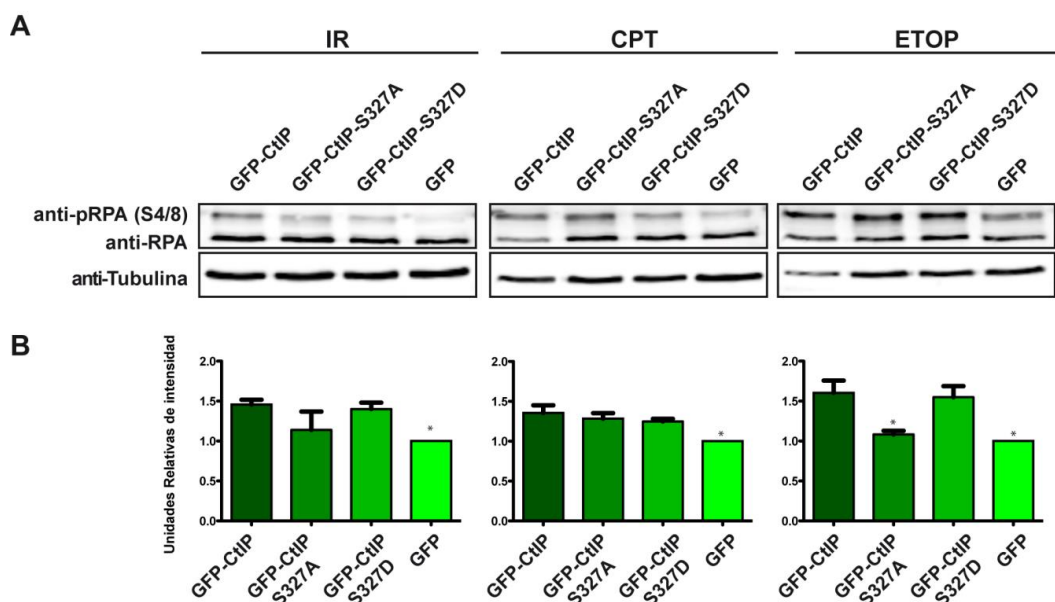 A
IR
CPT
ETOP
GFP-CtIP
GFP-CtIP-S327A
GFP-CtIP-S327D
GFP
GFP-CtIP
GFP-CtIP-S327A
GFP-CtIP-S327D
GFP
GFP-CtIP
GFP-CtIP-S327A
GFP-CtIP-S327D
GFP
anti-pRPA (S4/8)
anti-RPA
anti-Tubulina
B
Unidades Relativas de intensidad
2.0
1.5
1.0
0.5
0.0
*
GFP-CtIP
GFP-CtIP
S327A
GFP-CtIP
S327D
GFP
2.0
1.5
1.0
0.5
0.0
*
GFP-CtIP
GFP-CtIP
S327A
GFP-CtIP
S327D
GFP
2.0
1.5
1.0
0.5
0.0
*
*
GFP-CtIP
GFP-CtIP
S327A
GFP-CtIP
S327D
GFP